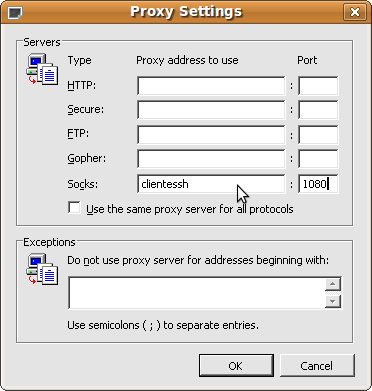 Proxy Settings
Servers
Type Proxy address to use Port
HTTP: :
Secure: :
FTP: :
Gopher: :
Socks: clientessh : 1080
Use the same proxy server for all protocols
Exceptions
Do not use proxy server for addresses beginning with:
Use semicolons ( ; ) to separate entries.
OK Cancel